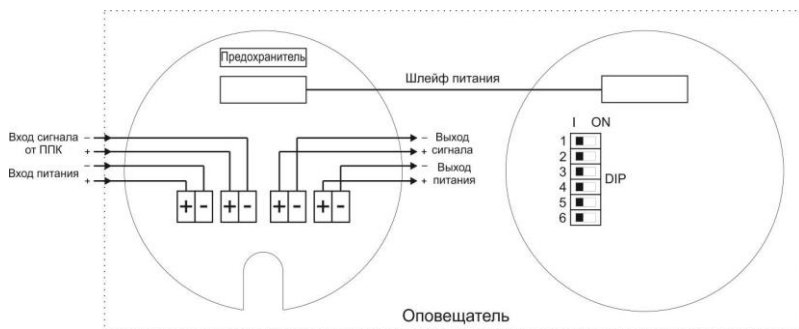 Предохранитель
Шлейф питания
I ON
1
2
3
4
5
6
DIP
Вход сигнала −
от ППК +
Вход питания −
+
− Выход
+ сигнала
− Выход
+ питания
+ − + − + − + −
Оповещатель